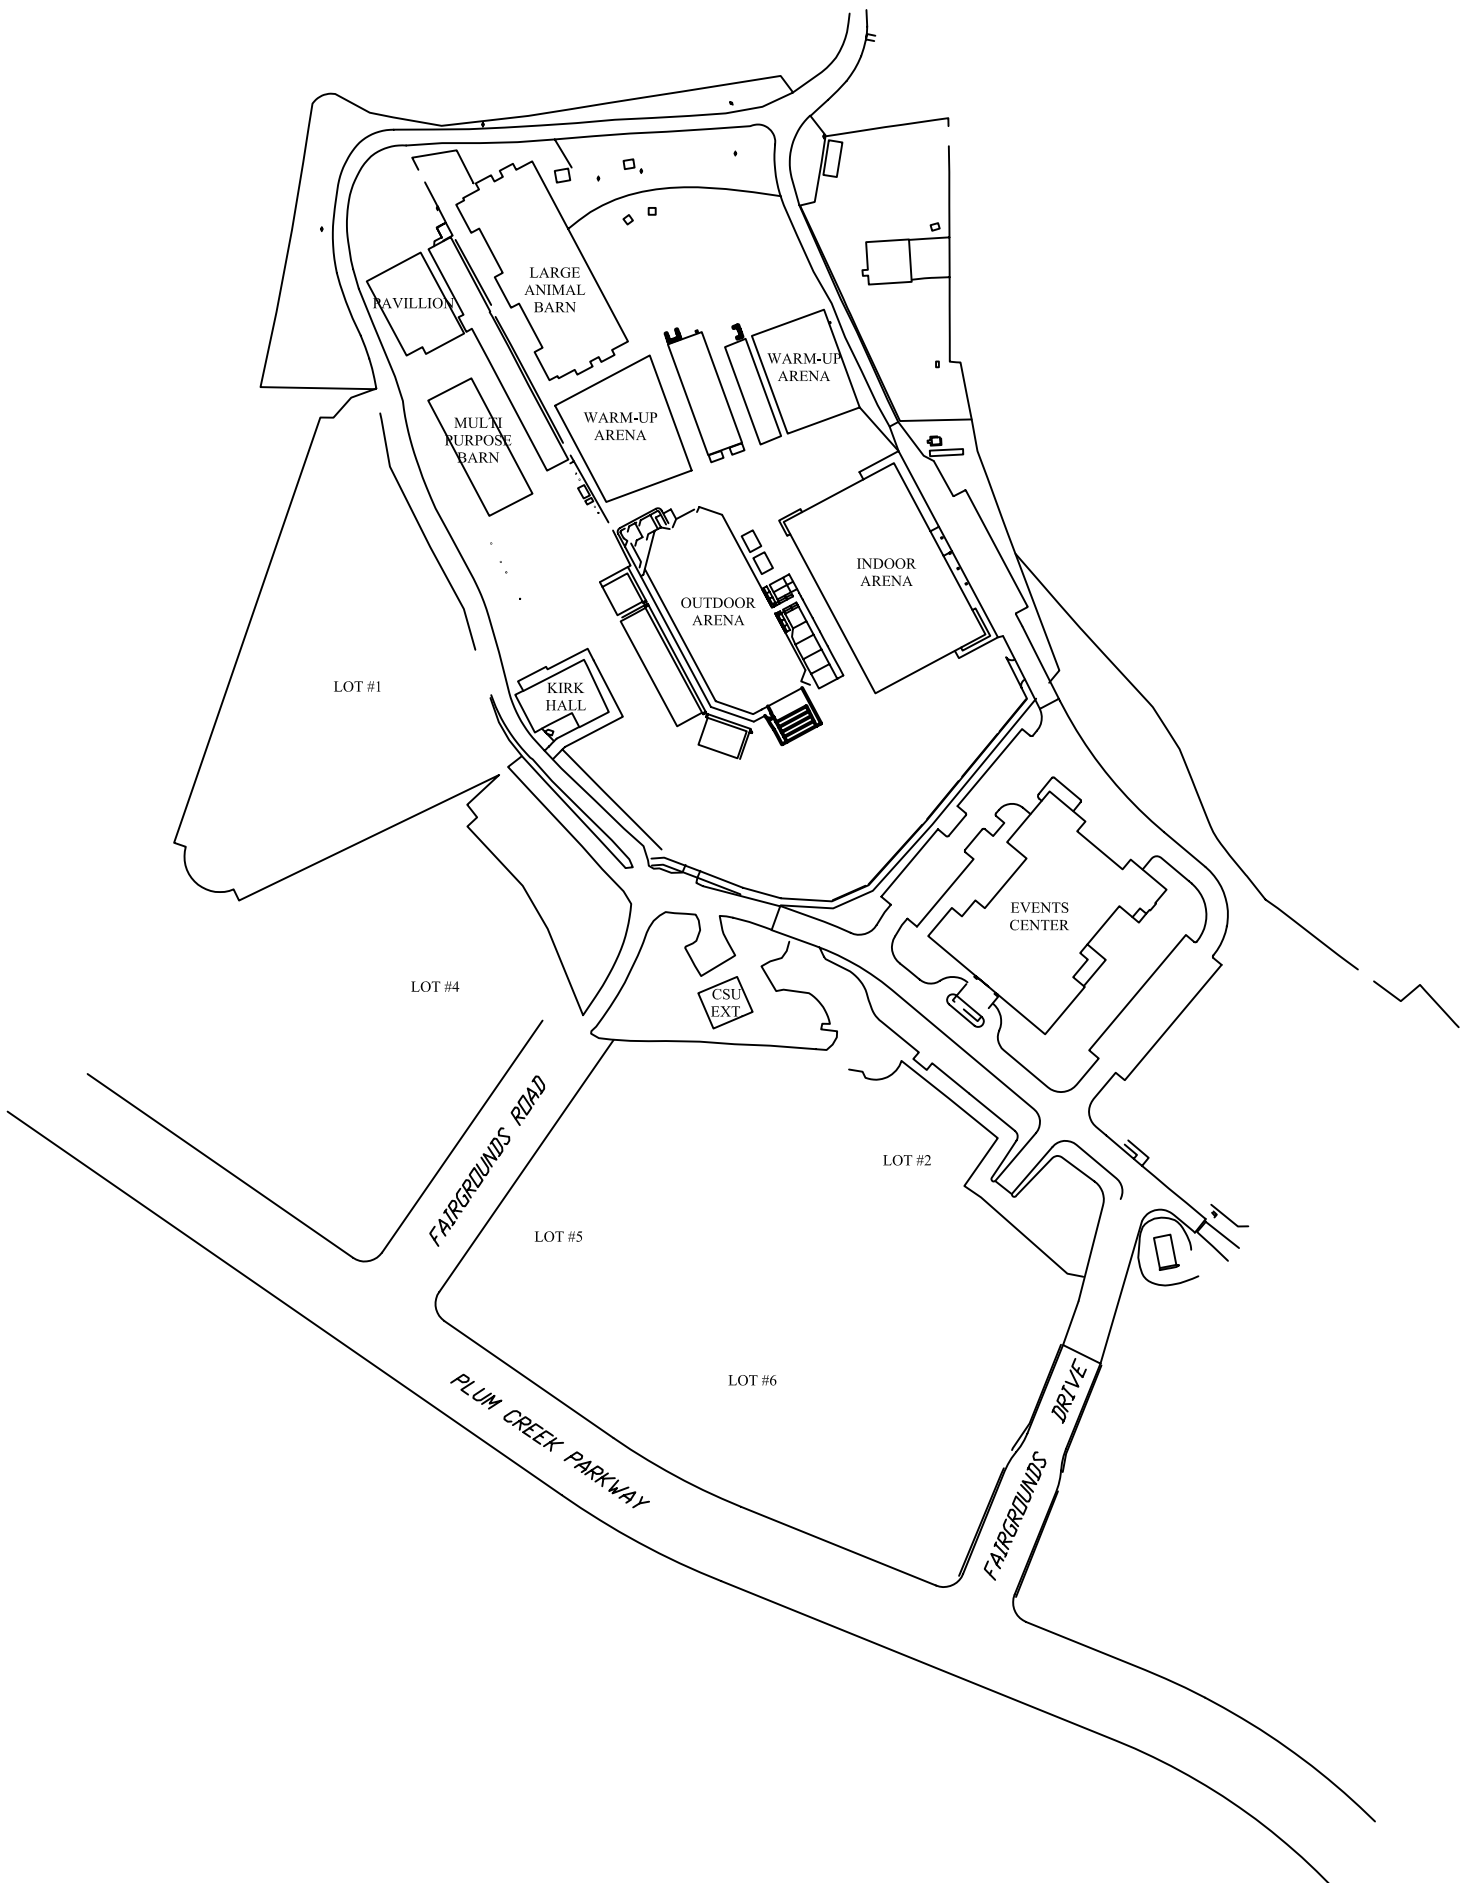 LARGE
ANIMAL
BARN
PAVILLION
WARM-UP
ARENA
WARM-UP
ARENA
MULTI
PURPOSE
BARN
INDOOR
ARENA
OUTDOOR
ARENA
LOT #1
KIRK
HALL
EVENTS
CENTER
LOT #4
CSU
EXT
FAIRGROUNDS ROAD
LOT #2
LOT #5
LOT #6
PLUM CREEK PARKWAY
FAIRGROUNDS DRIVE